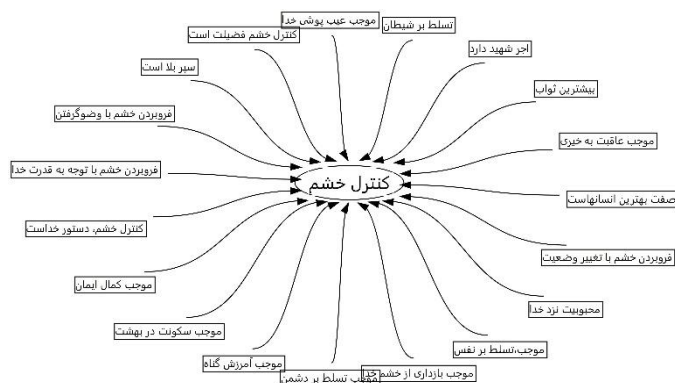 موجب عیب پوشی خدا
تسلط بر شیطان
کنترل خشم فضیلت است
اجر شهید دارد
سپر بلا است
بیشترین ثواب
فروبردن خشم با وضوگرفتن
موجب عاقبت به خیری
فروبردن خشم با توجه به قدرت خدا
کنترل خشم
صفت بهترین انسانهاست
کنترل خشم، دستور خداست
فروبردن خشم با تغییر وضعیت
موجب کمال ایمان
محبوبیت نزد خدا
موجب سکونت در بهشت
موجب،تسلط بر نفس
موجب آمرزش گناه
موجب بازداری از خشم خدا
موجب تسلط بر دشمن